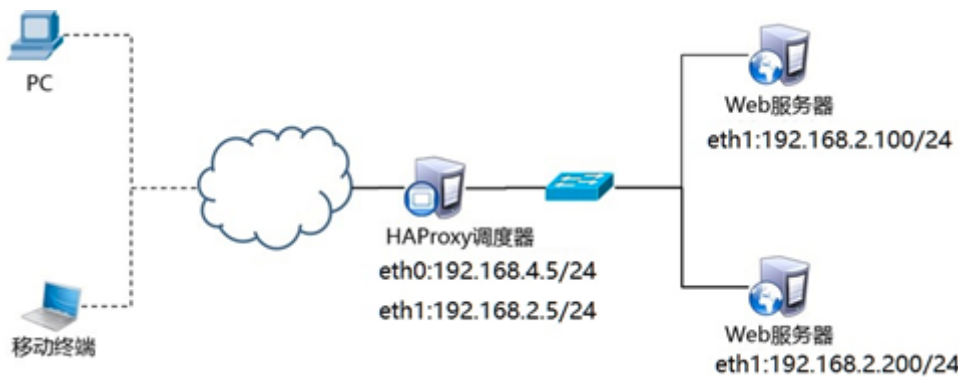 PC
移动终端
HAProxy调度器
eth0:192.168.4.5/24
eth1:192.168.2.5/24
Web服务器
eth1:192.168.2.100/24
Web服务器
eth1:192.168.2.200/24